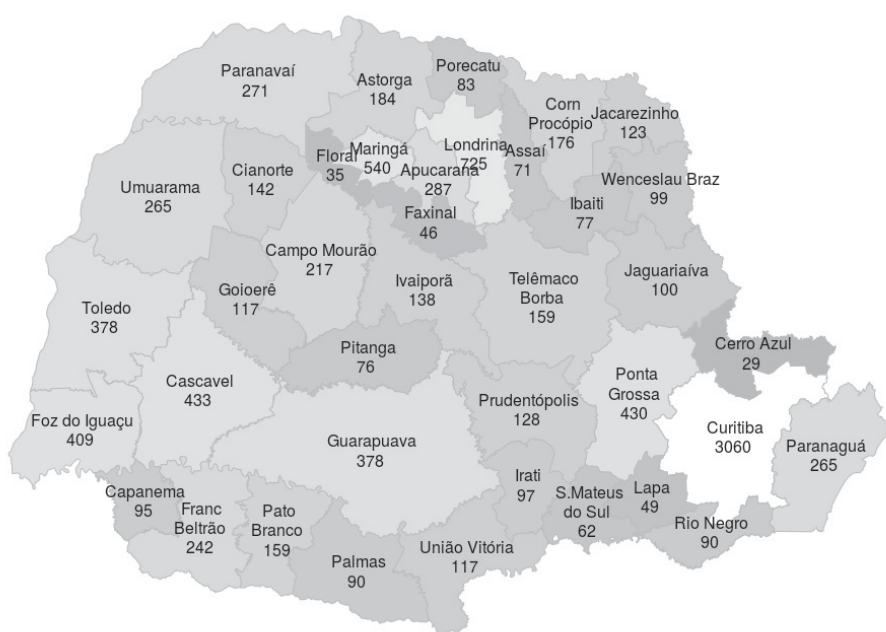 Paranavaí
271
Astorga
184
Porecatu
83
Corn
Procópio
176
Jacarezinho
123
Floraí
35
Maringá
540
Londrina
725
Apucarana
287
Assaí
71
Umuarama
265
Cianorte
142
Wenceslau Braz
99
Ibaiti
77
Faxinal
46
Campo Mourão
217
Goioerê
117
Ivaiporã
138
Telêmaco
Borba
159
Jaguariaíva
100
Toledo
378
Pitanga
76
Cerro Azul
29
Cascavel
433
Ponta
Grossa
430
Prudentópolis
128
Foz do Iguaçu
409
Guarapuava
378
Curitiba
3060
Paranaguá
265
Capanema
95
Franc
Beltrão
242
Pato
Branco
159
Irati
97
S.Mateus
do Sul
62
Lapa
49
Rio Negro
90
Palmas
90
União Vitória
117